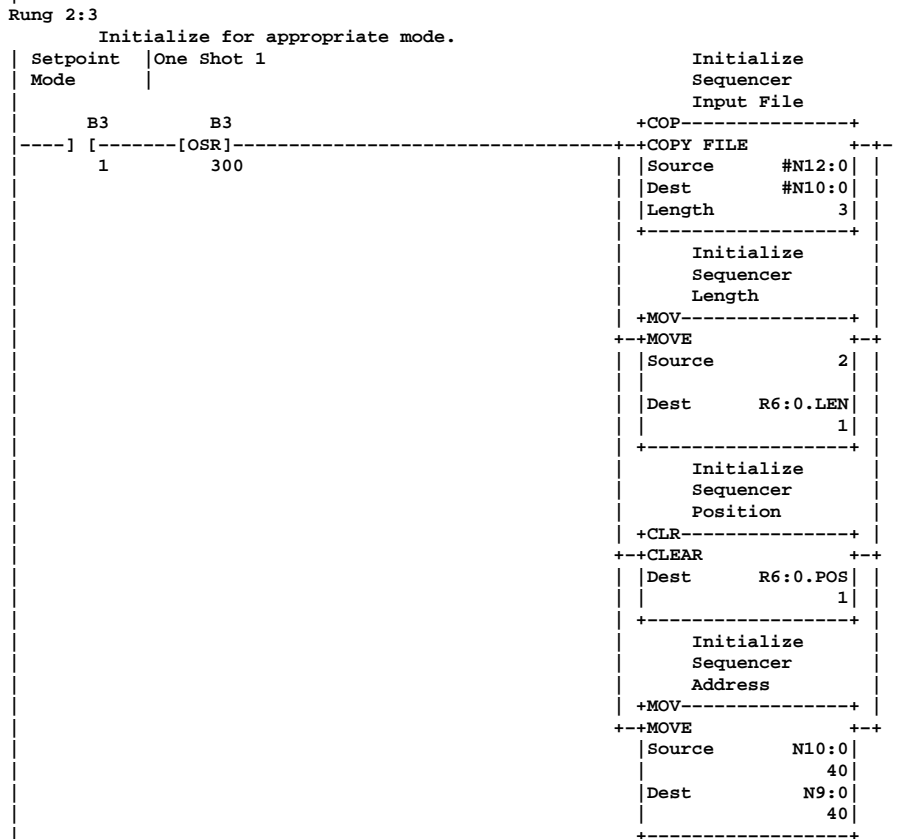 Rung 2:3
Initialize for appropriate mode.
| Setpoint |One Shot 1 Initialize
| Mode | Sequencer
| Input File
| B3 B3 +COP---------------+
|----] [-------[OSR]----------------------------------+-+COPY FILE +-+-
| 1 300 | |Source #N12:0| |
| | |Dest #N10:0| |
| | |Length 3| |
| | +------------------+ |
| | Initialize |
| | Sequencer |
| | Length |
| | +MOV---------------+ |
| +-+MOVE +-+
| | |Source 2| |
| | | | |
| | |Dest R6:0.LEN| |
| | | 1| |
| | +------------------+ |
| | Initialize |
| | Sequencer |
| | Position |
| | +CLR---------------+ |
| +-+CLEAR +-+
| | |Dest R6:0.POS| |
| | | 1| |
| | +------------------+ |
| | Initialize |
| | Sequencer |
| | Address |
| | +MOV---------------+ |
| +-+MOVE +-+
| |Source N10:0|
| | 40|
| |Dest N9:0|
| | 40|
| +------------------+